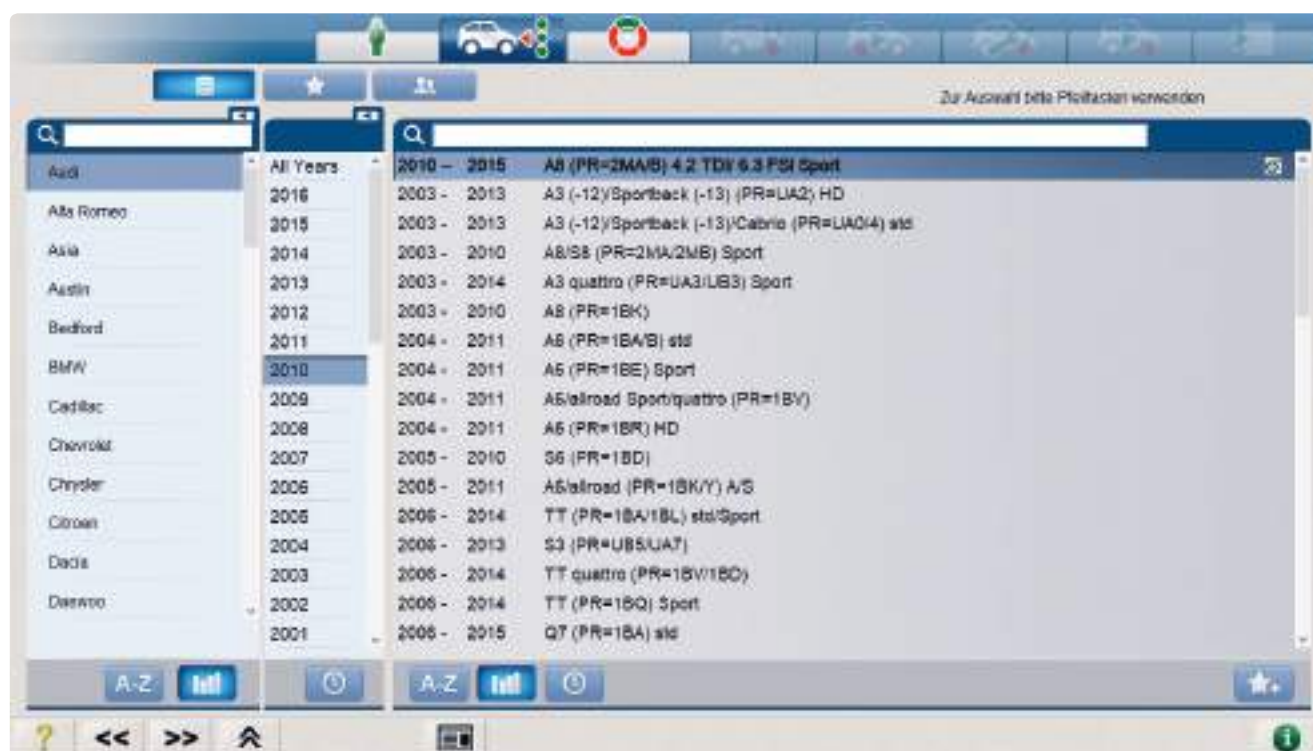 Zur Auswahl bitte Pfeiltasten verwenden
Audi
Alfa Romeo
Asia
Austin
Bedford
BMW
Cadillac
Chevrolet
Chrysler
Citroen
Dacia
Daewoo
All Years
2016
2015
2014
2013
2012
2011
2010
2009
2008
2007
2006
2005
2004
2003
2002
2001
2010 - 2015 A8 (PR=2MA/B) 4.2 TDI/ 6.3 FSI Sport
2003 - 2013 A3 (-12)/Sportback (-13) (PR=UA2) HD
2003 - 2013 A3 (-12)/Sportback (-13)/Cabrio (PR=UA0/4) std
2003 - 2010 A8/S8 (PR=2MA/2MB) Sport
2003 - 2014 A3 quattro (PR=UA3/UB3) Sport
2003 - 2010 A8 (PR=1BK)
2004 - 2011 A6 (PR=1BA/B) std
2004 - 2011 A6 (PR=1BE) Sport
2004 - 2011 A6/allroad Sport/quattro (PR=1BV)
2004 - 2011 A6 (PR=1BR) HD
2005 - 2010 S6 (PR=1BD)
2005 - 2011 A6/allroad (PR=1BK/Y) A/S
2006 - 2014 TT (PR=1BA/1BL) std/Sport
2006 - 2013 S3 (PR=UB5/UA7)
2006 - 2014 TT quattro (PR=1BV/1BD)
2006 - 2014 TT (PR=1BQ) Sport
2006 - 2015 Q7 (PR=1BA) std
A-Z
A-Z
? << >>
i